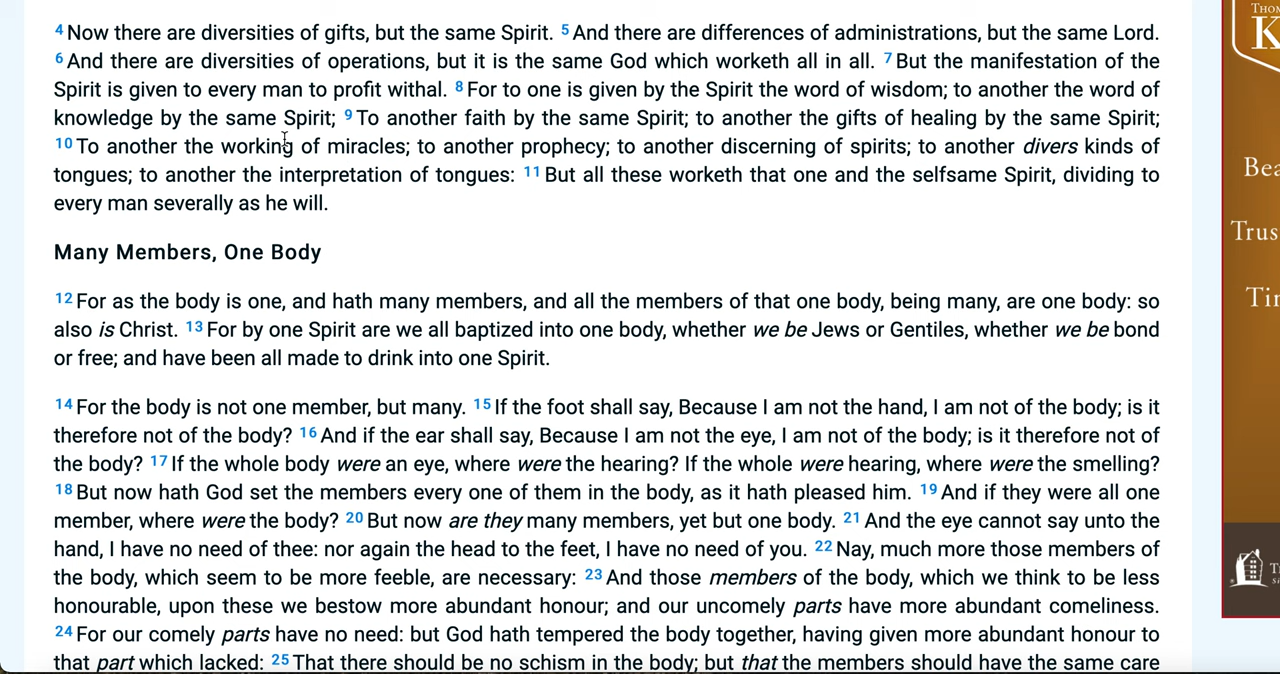 4 Now there are diversities of gifts, but the same Spirit. 5 And there are differences of administrations, but the same Lord.
6 And there are diversities of operations, but it is the same God which worketh all in all. 7 But the manifestation of the
Spirit is given to every man to profit withal. 8 For to one is given by the Spirit the word of wisdom; to another the word of
knowledge by the same Spirit; 9 To another faith by the same Spirit; to another the gifts of healing by the same Spirit;
10 To another the working of miracles; to another prophecy; to another discerning of spirits; to another divers kinds of
tongues; to another the interpretation of tongues: 11 But all these worketh that one and the selfsame Spirit, dividing to
every man severally as he will.
Many Members, One Body
12 For as the body is one, and hath many members, and all the members of that one body, being many, are one body: so
also is Christ. 13 For by one Spirit are we all baptized into one body, whether we be Jews or Gentiles, whether we be bond
or free; and have been all made to drink into one Spirit.
14 For the body is not one member, but many. 15 If the foot shall say, Because I am not the hand, I am not of the body; is it
therefore not of the body? 16 And if the ear shall say, Because I am not the eye, I am not of the body; is it therefore not of
the body? 17 If the whole body were an eye, where were the hearing? If the whole were hearing, where were the smelling?
18 But now hath God set the members every one of them in the body, as it hath pleased him. 19 And if they were all one
member, where were the body? 20 But now are they many members, yet but one body. 21 And the eye cannot say unto the
hand, I have no need of thee: nor again the head to the feet, I have no need of you. 22 Nay, much more those members of
the body, which seem to be more feeble, are necessary: 23 And those members of the body, which we think to be less
honourable, upon these we bestow more abundant honour; and our uncomely parts have more abundant comeliness.
24 For our comely parts have no need: but God hath tempered the body together, having given more abundant honour to
that part which lacked: 25 That there should be no schism in the body; but that the members should have the same care
K